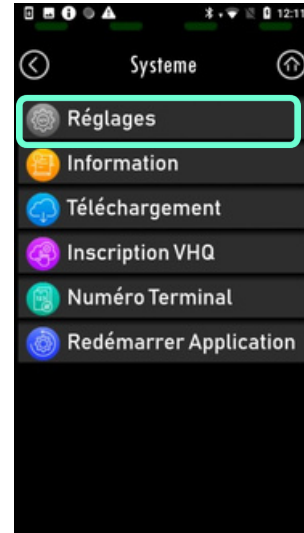 12:11
Systeme
Réglages
Information
Téléchargement
Inscription VHQ
Numéro Terminal
Redémarrer Application